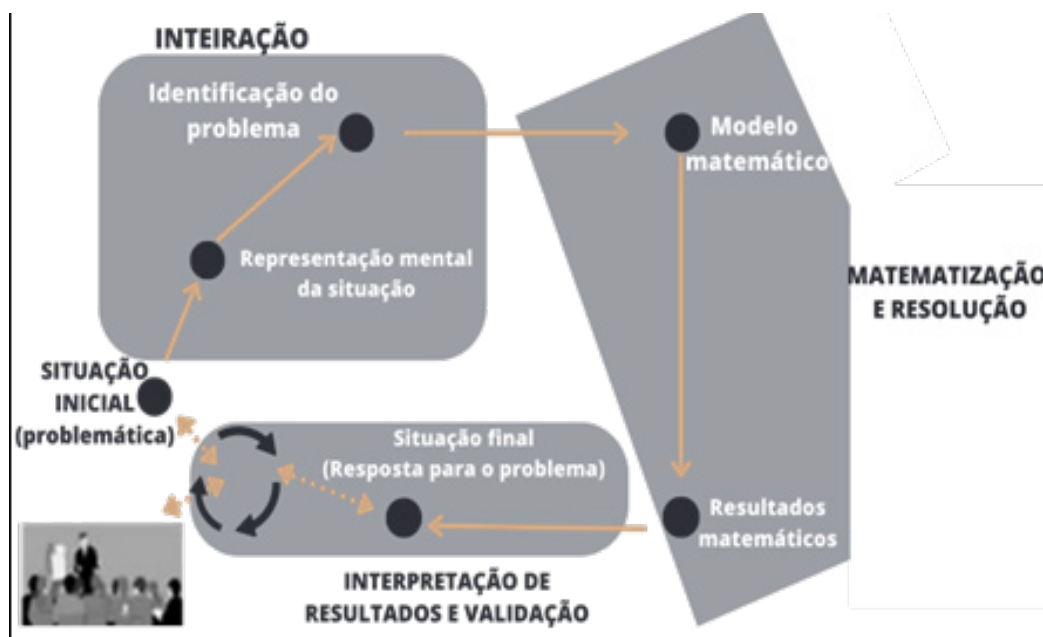 INTEIRAÇÃO
Identificação do
problema
Representação mental
da situação
Modelo
matemático
MATEMATIZAÇÃO
E RESOLUÇÃO
SITUAÇÃO
INICIAL
(problemática)
Situação final
(Resposta para o problema)
Resultados
matemáticos
INTERPRETAÇÃO DE
RESULTADOS E VALIDAÇÃO